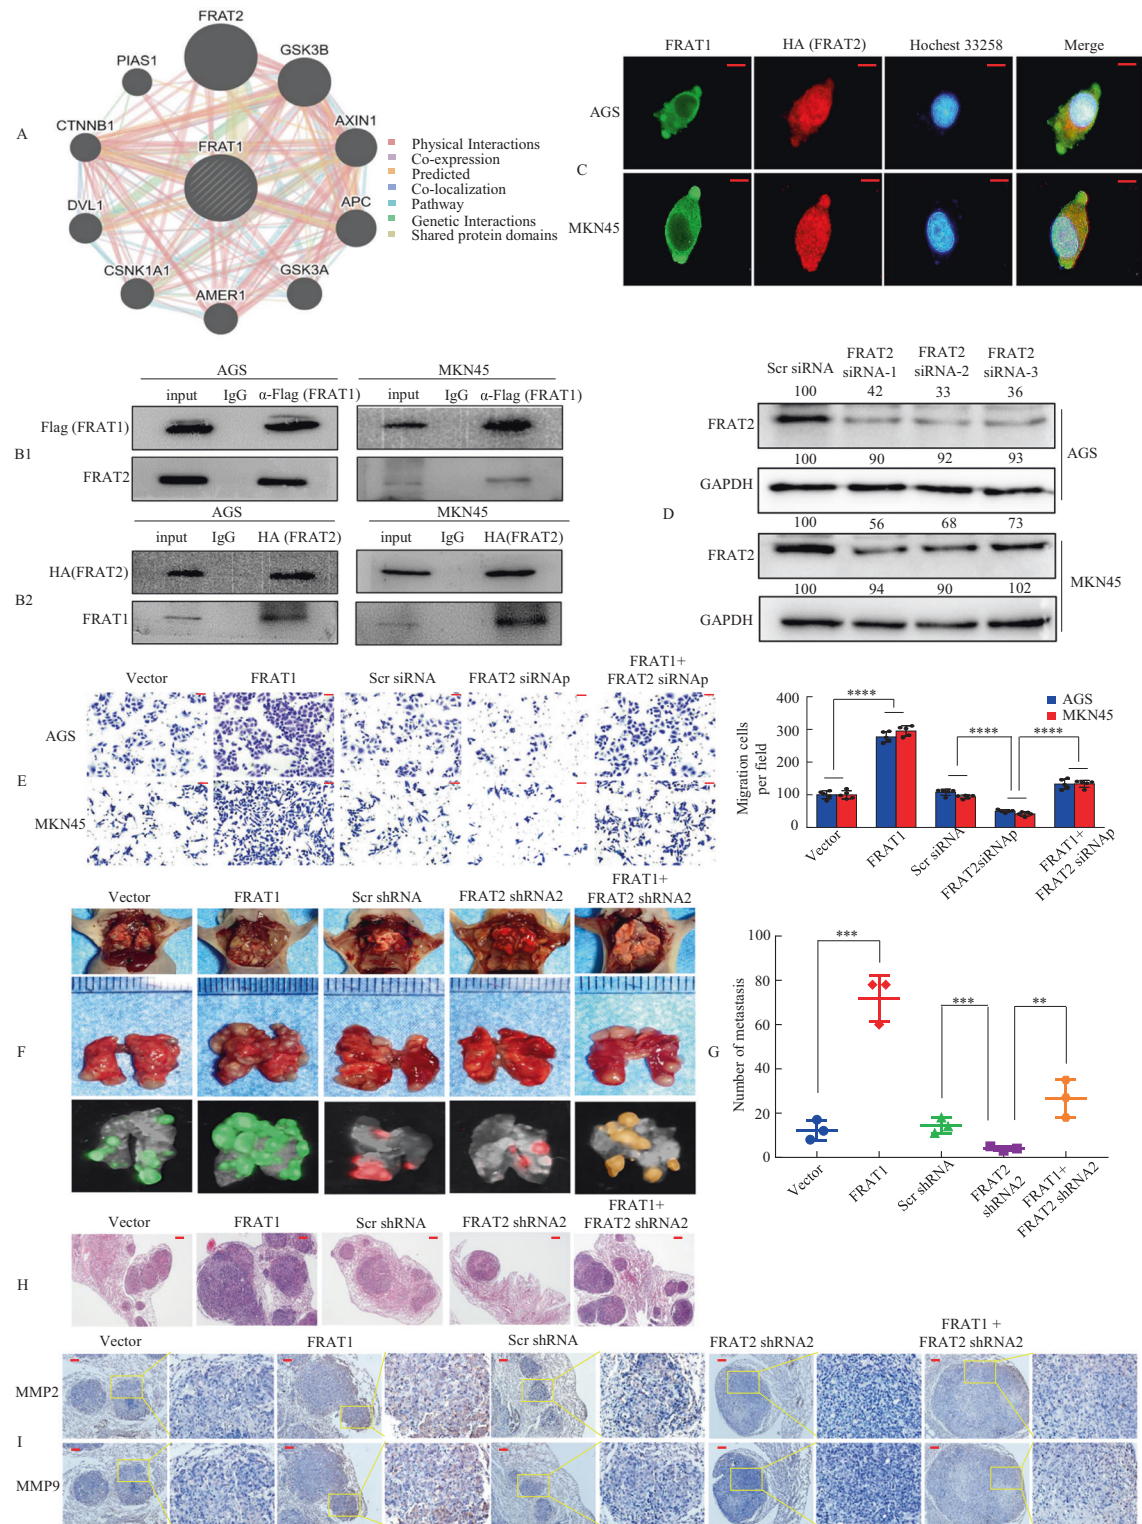 A
FRAT2
GSK3B
PIAS1
CTNNB1
AXIN1
FRAT1
DVL1
APC
CSNK1A1
GSK3A
AMER1
Physical Interactions
Co-expression
Predicted
Co-localization
Pathway
Genetic Interactions
Shared protein domains
C
FRAT1 HA (FRAT2) Hochest 33258 Merge
AGS
MKN45
B1
AGS MKN45
input IgG α-Flag (FRAT1) input IgG α-Flag (FRAT1)
Flag (FRAT1)
FRAT2
B2
AGS MKN45
input IgG HA (FRAT2) input IgG HA(FRAT2)
HA(FRAT2)
FRAT1
D
Scr siRNA FRAT2 siRNA-1 FRAT2 siRNA-2 FRAT2 siRNA-3
100 42 33 36
FRAT2
100 90 92 93
GAPDH
AGS
100 56 68 73
FRAT2
100 94 90 102
GAPDH
MKN45
E
Vector FRAT1 Scr siRNA FRAT2 siRNAp FRAT1+ FRAT2 siRNAp
AGS
MKN45
Migration cells
per field
400
300
200
100
0
**** **** ****
AGS
MKN45
Vector FRAT1 Scr siRNA FRAT2siRNAp FRAT1+ FRAT2 siRNAp
F
Vector FRAT1 Scr shRNA FRAT2 shRNA2 FRAT1+ FRAT2 shRNA2
G
Number of metastasis
100
80
60
40
20
0
*** *** **
Vector FRAT1 Scr shRNA FRAT2 shRNA2 FRAT1+ FRAT2 shRNA2
H
Vector FRAT1 Scr shRNA FRAT2 shRNA2 FRAT1+ FRAT2 shRNA2
I
Vector FRAT1 Scr shRNA FRAT2 shRNA2 FRAT1 + FRAT2 shRNA2
MMP2
MMP9